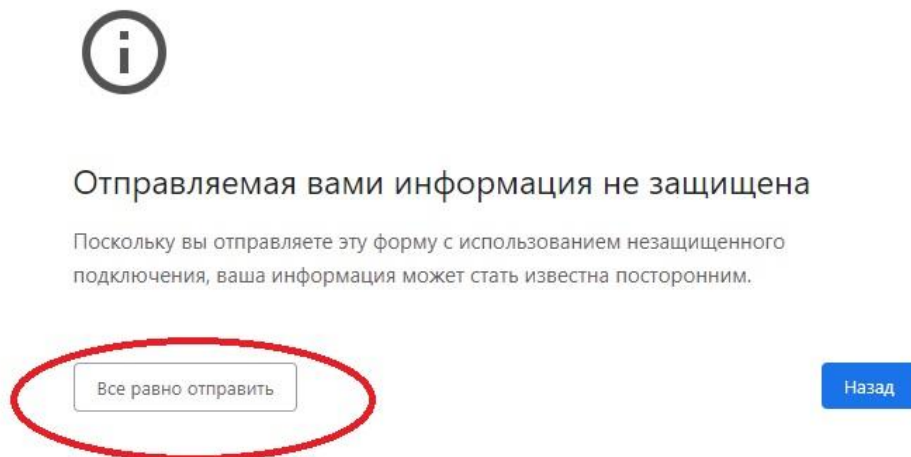 Отправляемая вами информация не защищена
Поскольку вы отправляете эту форму с использованием незащищенного
подключения, ваша информация может стать известна посторонним.
Все равно отправить
Назад